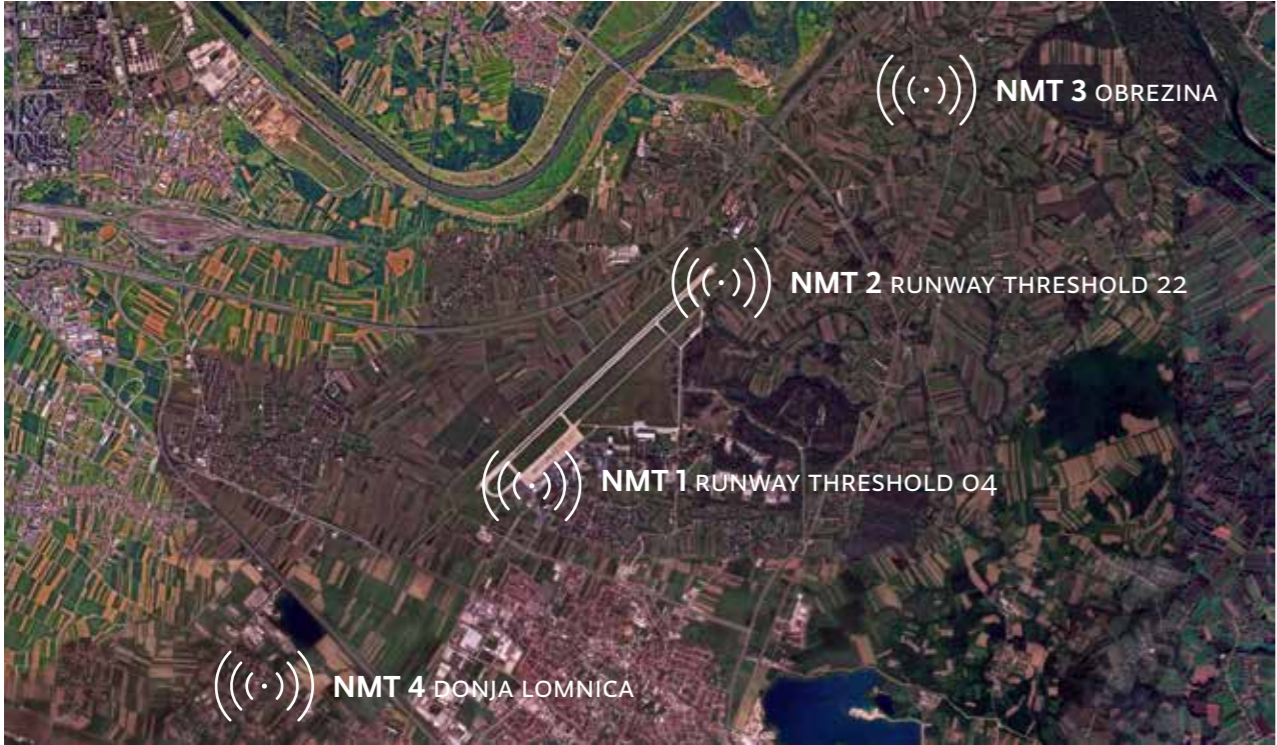 NMT 3 OBREZINA
NMT 2 RUNWAY THRESHOLD 22
NMT 1 RUNWAY THRESHOLD 04
NMT 4 DONJA LOMNICA